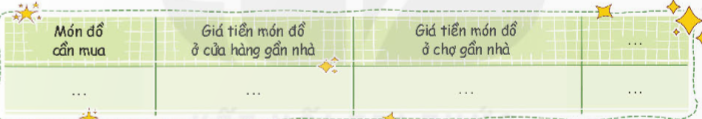 Món đồ
cần mua
Giá tiền món đồ
ở cửa hàng gần nhà
Giá tiền món đồ
ở chợ gần nhà
...
...
...
...
...